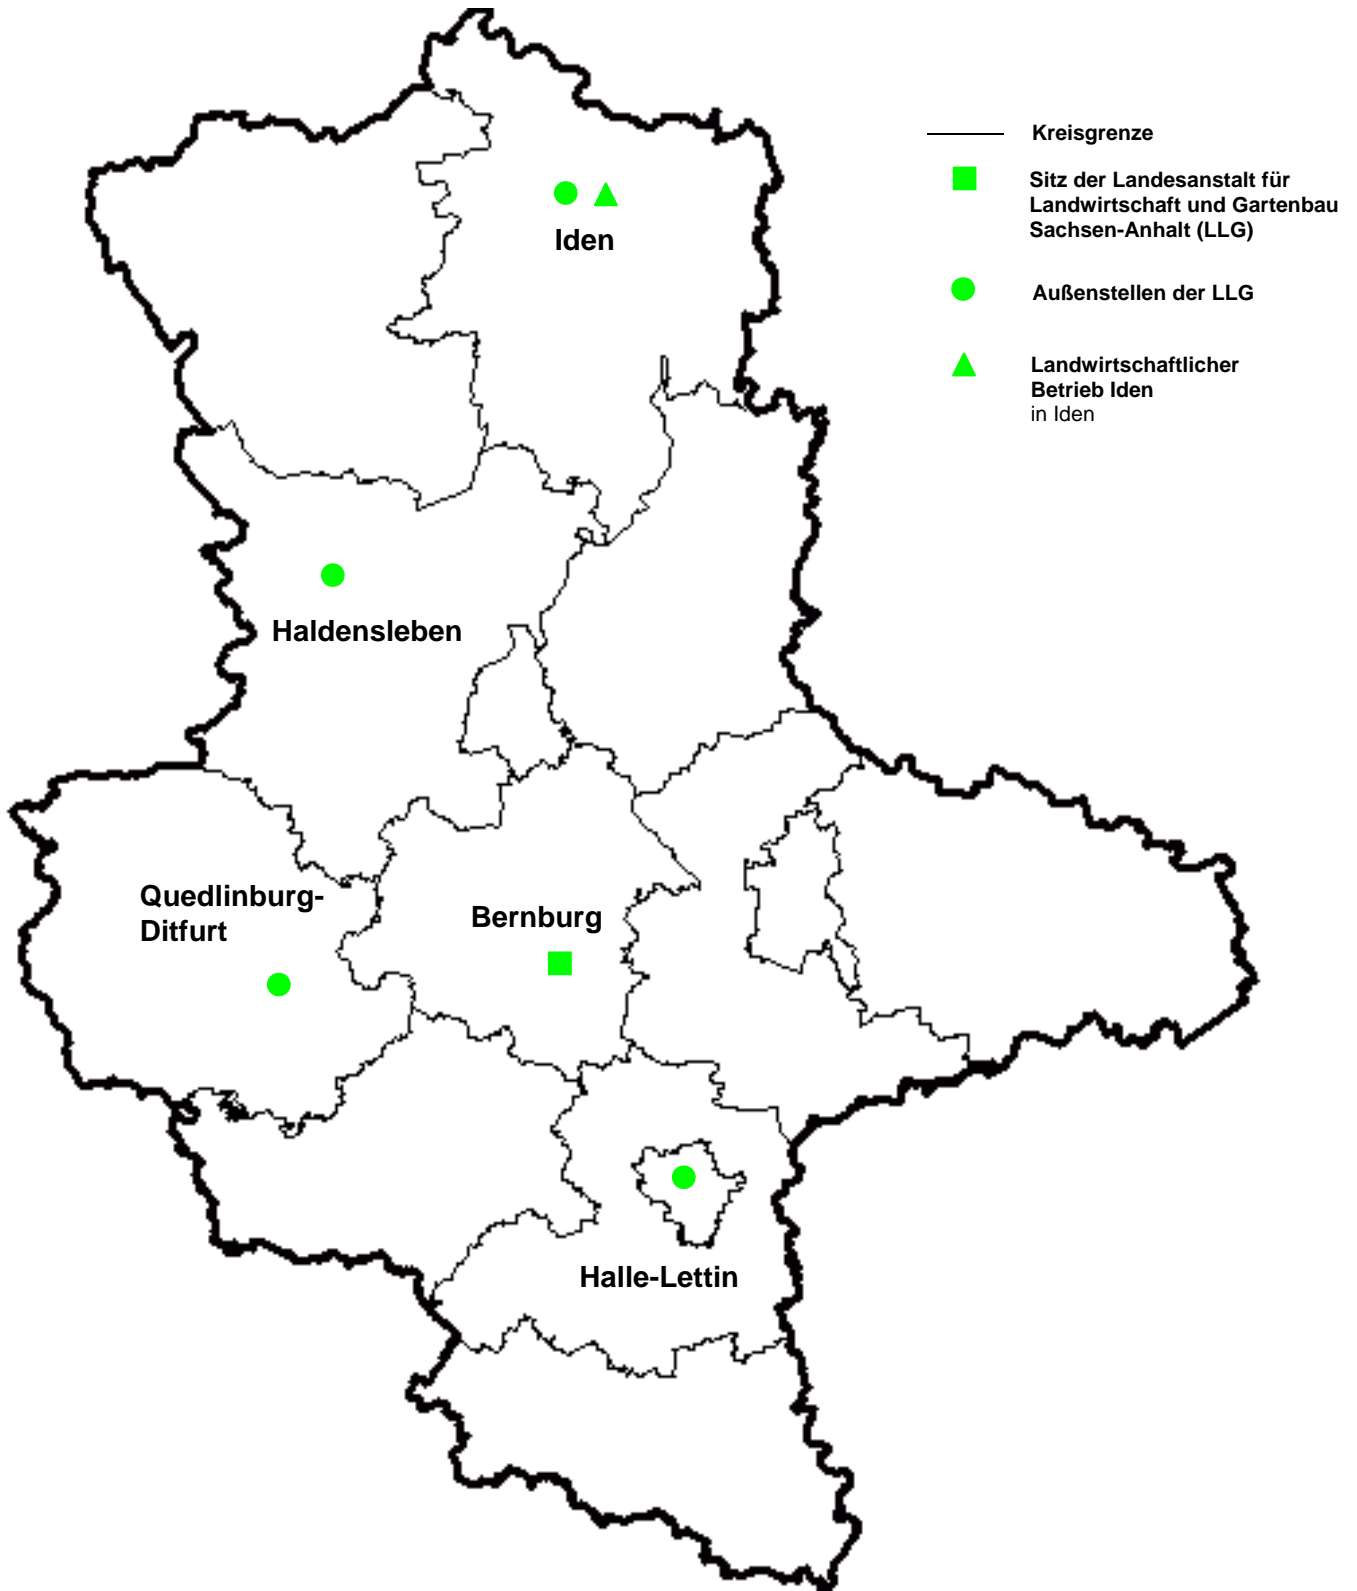 Kreisgrenze
Sitz der Landesanstalt für
Landwirtschaft und Gartenbau
Sachsen-Anhalt (LLG)
Außenstellen der LLG
Landwirtschaftlicher
Betrieb Iden
in Iden
Iden
Haldensleben
Quedlinburg-
Ditfurt
Bernburg
Halle-Lettin